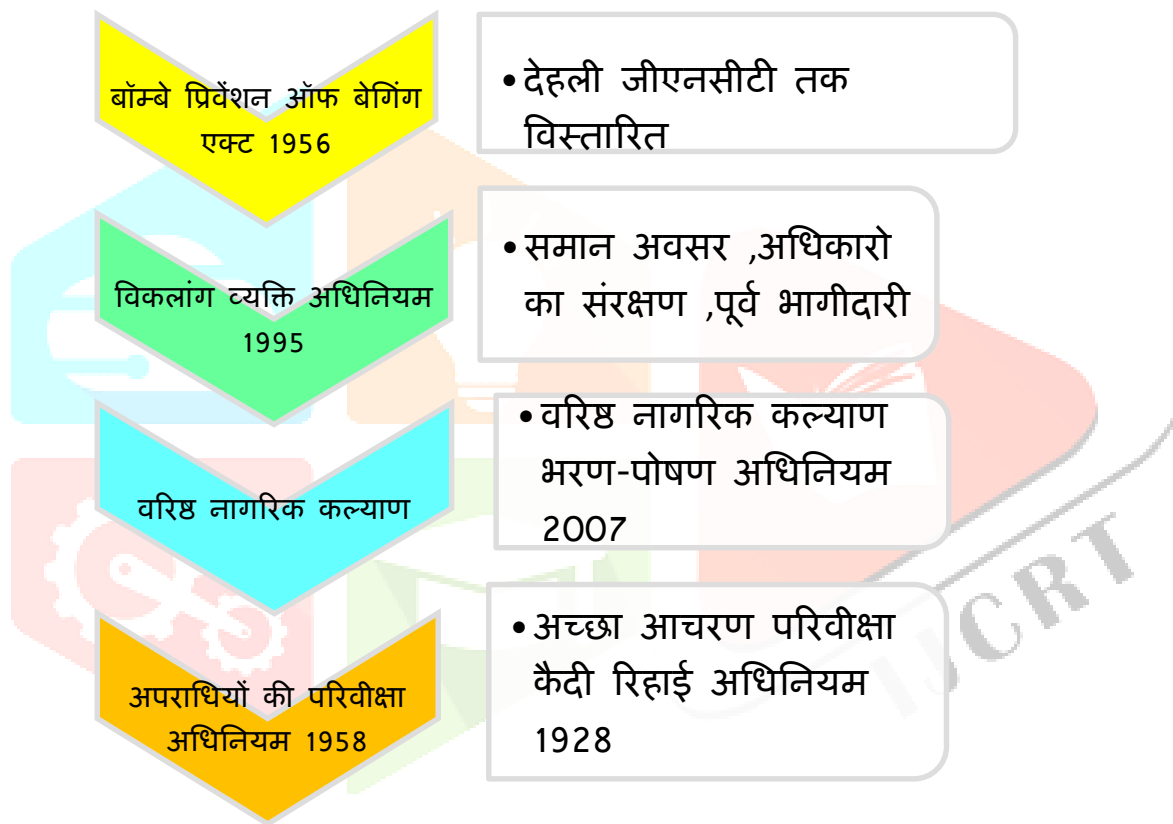 बॉम्बे प्रिवेंशन ऑफ बेगिंग
एक्ट 1956
•देहली जीएनसीटी तक
विस्तारित
विकलांग व्यक्ति अधिनियम
1995
•समान अवसर ,अधिकारो
का संरक्षण ,पूर्व भागीदारी
वरिष्ठ नागरिक कल्याण
•वरिष्ठ नागरिक कल्याण
भरण-पोषण अधिनियम
2007
अपराधियों की परिवीक्षा
अधिनियम 1958
•अच्छा आचरण परिवीक्षा
कैदी रिहाई अधिनियम
1928
IJCRT